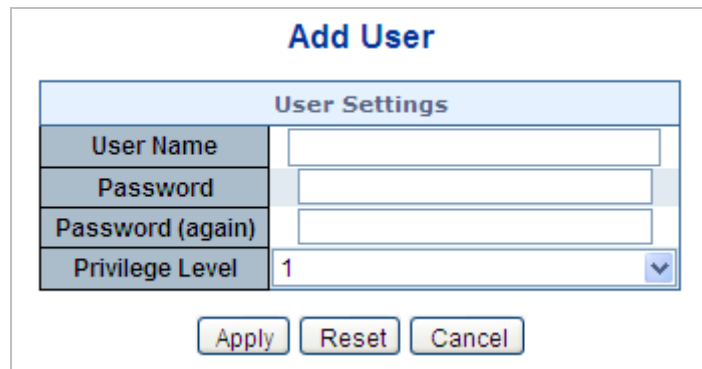 Add User
User Settings
User Name
Password
Password (again)
Privilege Level 1
Apply Reset Cancel